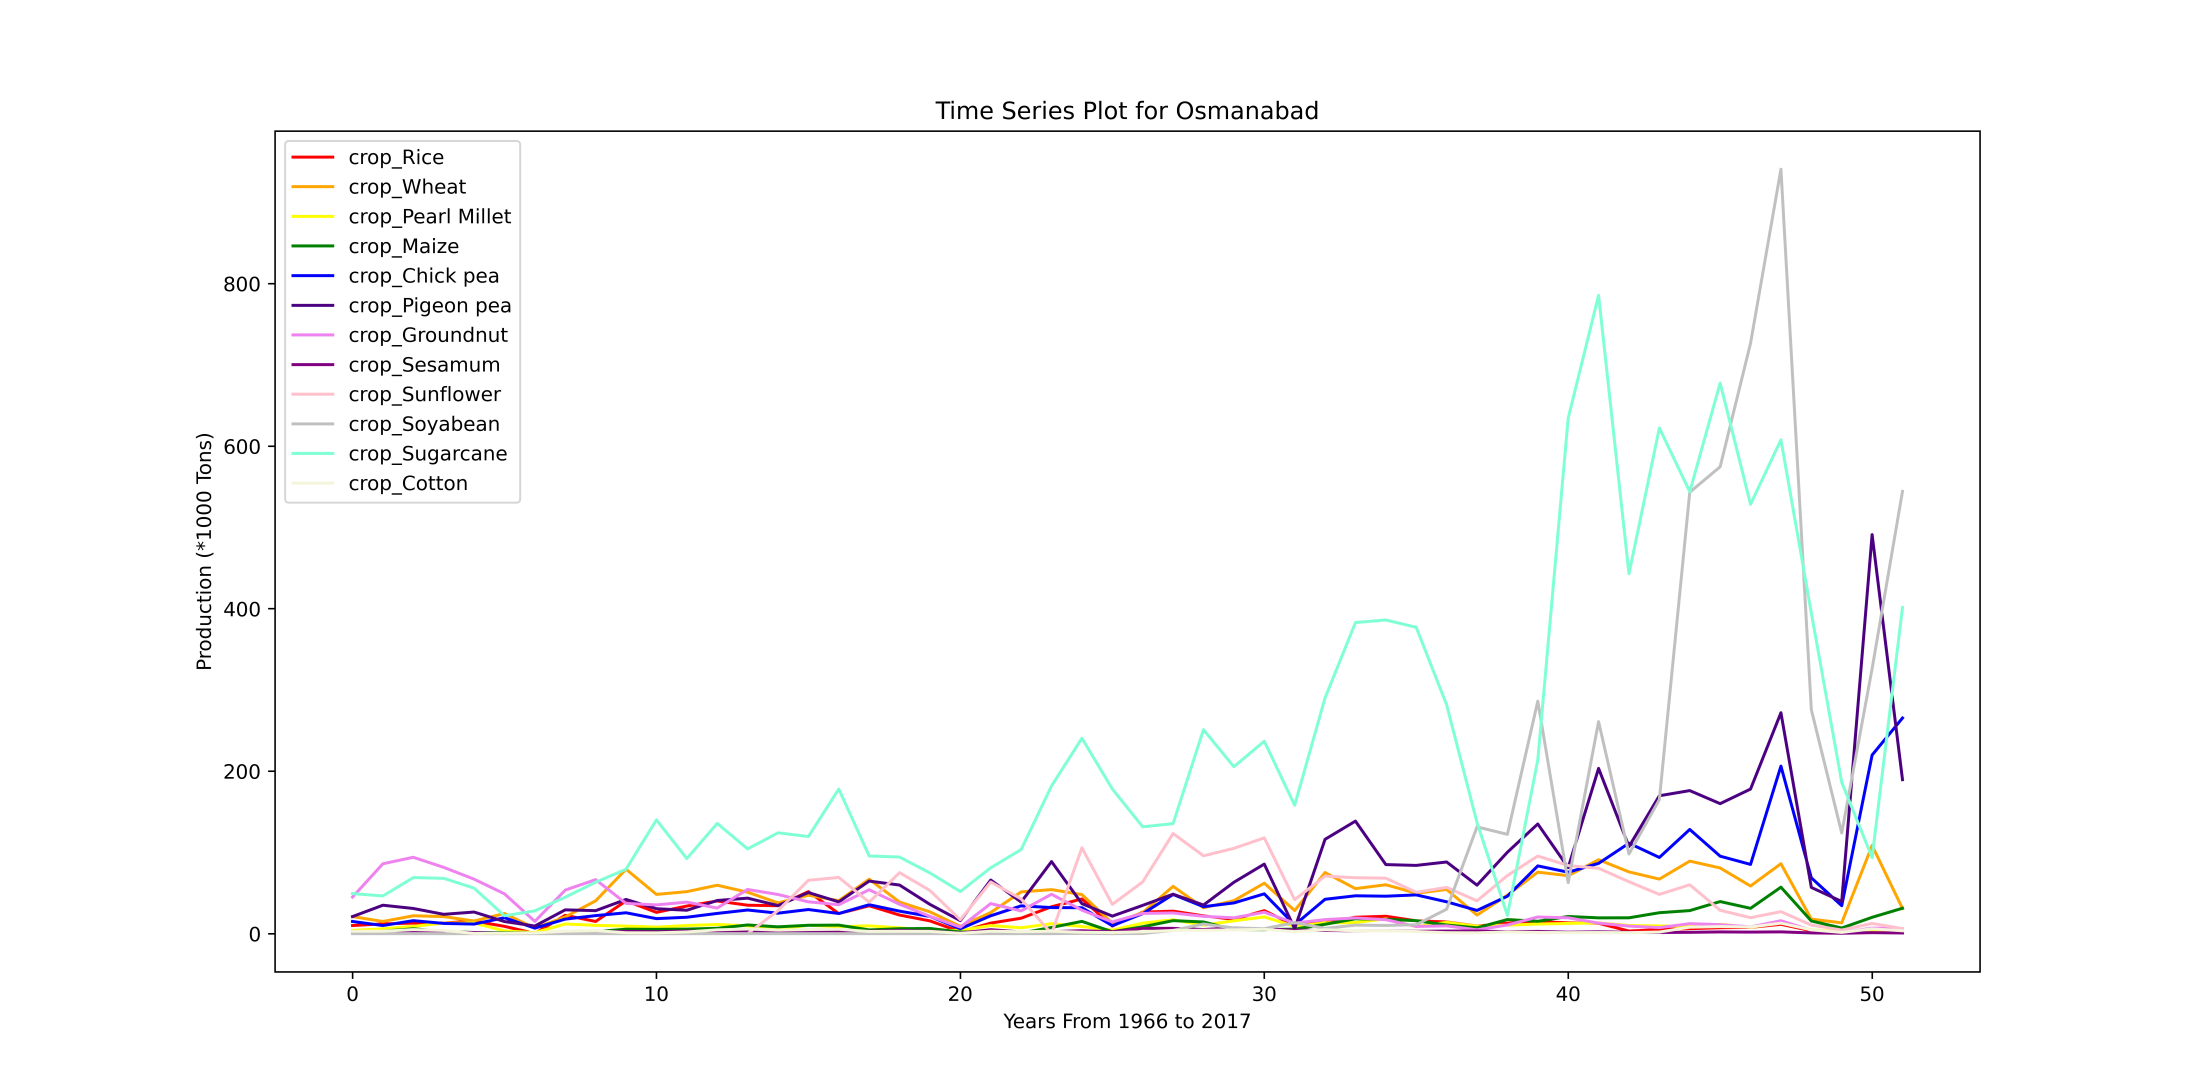 Time Series Plot for Osmanabad
crop_Rice
crop_Wheat
crop_Pearl Millet
crop_Maize
crop_Chick pea
crop_Pigeon pea
crop_Groundnut
crop_Sesamum
crop_Sunflower
crop_Soyabean
crop_Sugarcane
crop_Cotton
Production (*1000 Tons)
800
600
400
200
0
0 10 20 30 40 50
Years From 1966 to 2017